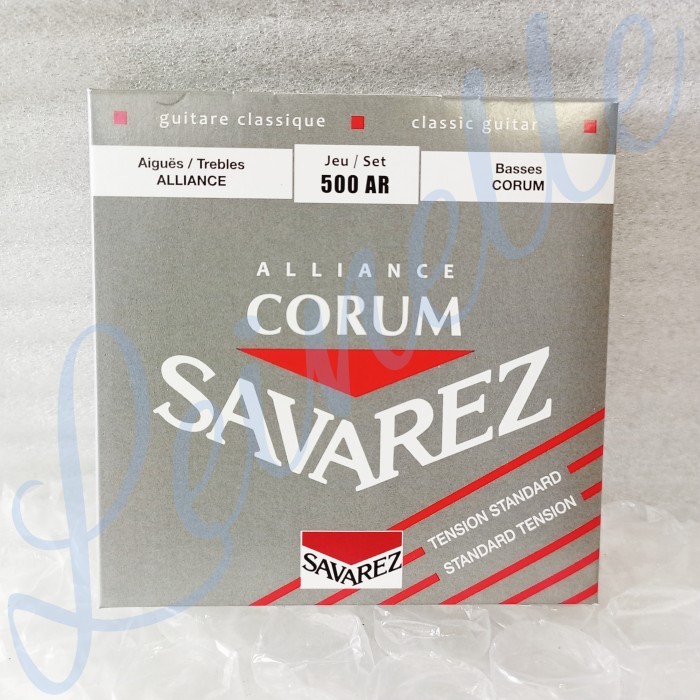 guitare classique classic guitar
Aiguës / Trebles
ALLIANCE
Jeu / Set
500 AR
Basses
CORUM
ALLIANCE
CORUM
SAVAREZ
TENSION STANDARD
STANDARD TENSION
SAVAREZ
Leinelle